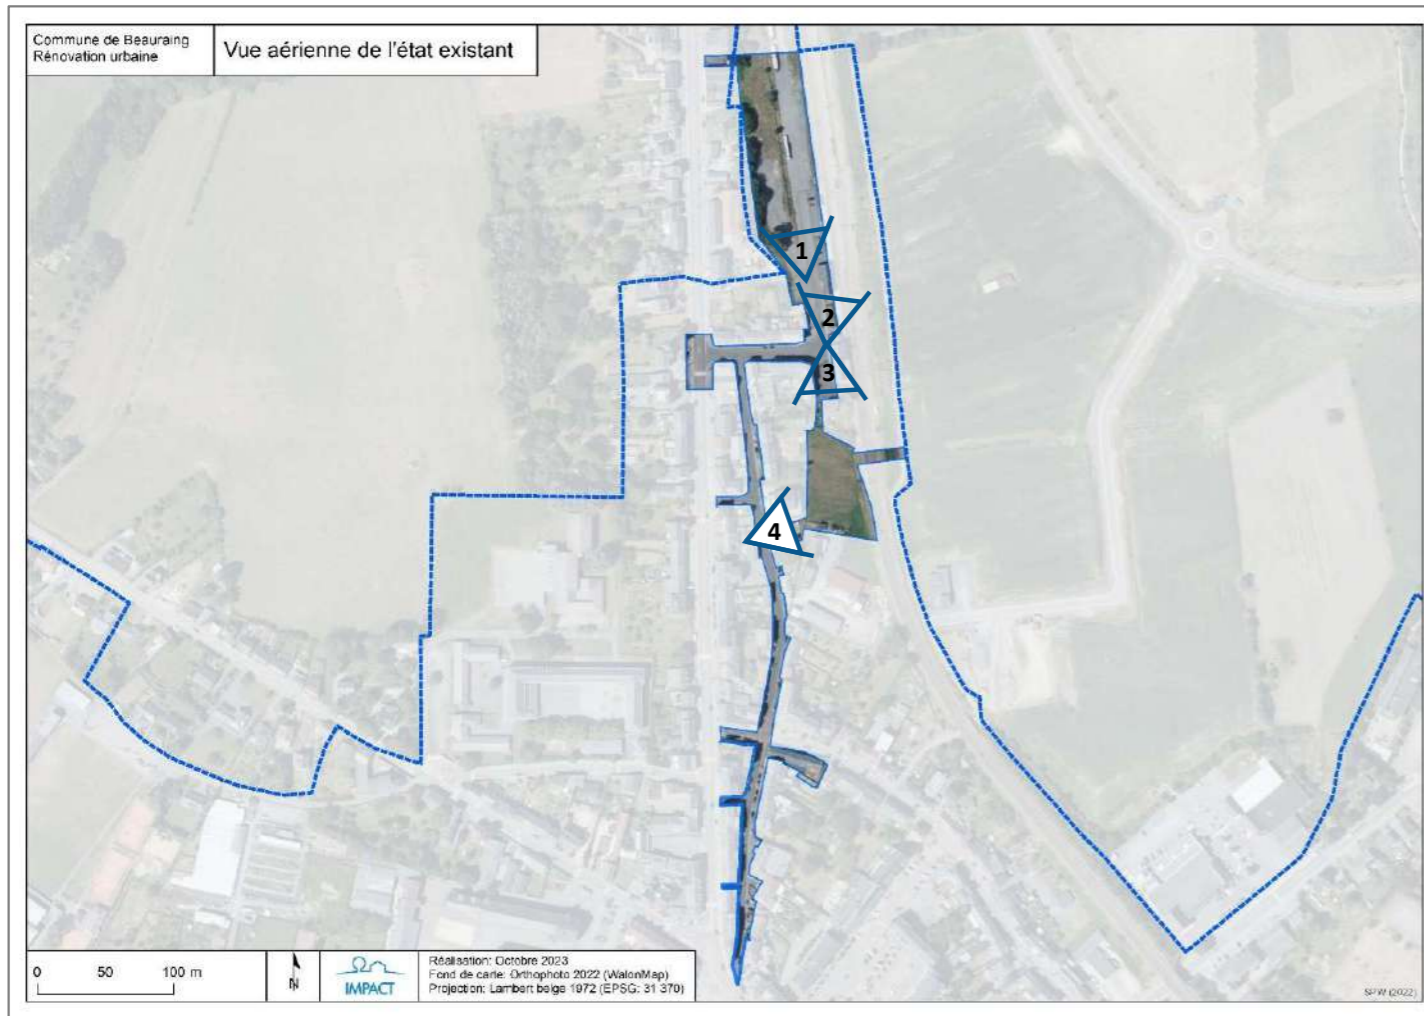 Commune de Beauraing
Rénovation urbaine
Vue aérienne de l'état existant
1
2
3
4
0 50 100 m
N
IMPACT
Réalisation: Octobre 2023
Fond de carte: Orthophoto 2022 (WalonMap)
Projection: Lambert belge 1972 (EPSG: 31 370)
SPW (2022)